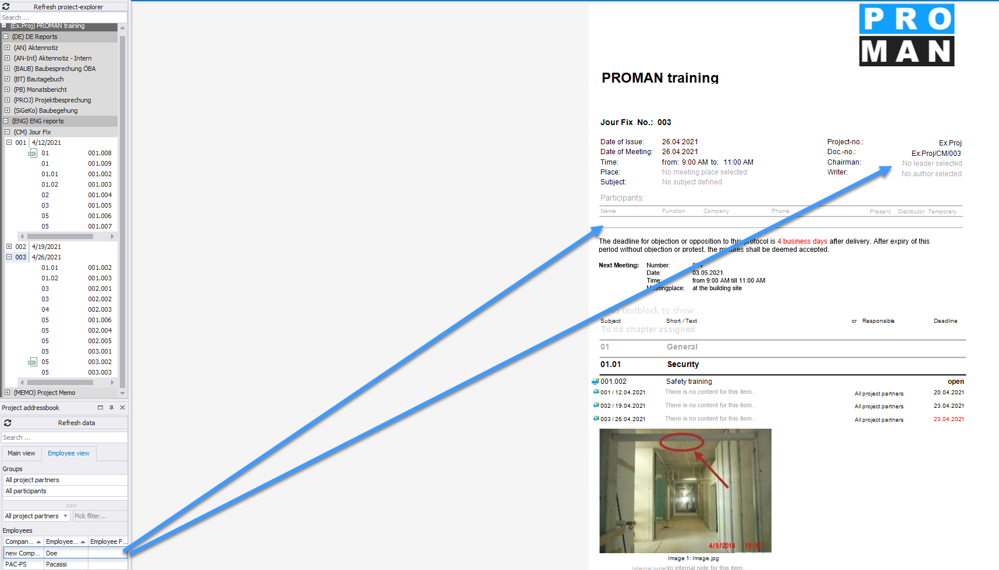 Refresh project-explorer
Search ...
(Ex.Proj) PROMAN training
(DE) DE Reports
(AN) Aktennotiz
(AN-Int) Aktennotiz - Intern
(BAUB) Baubesprechung ÖBA
(BT) Bautagebuch
(PB) Monatsbericht
(PROJ) Projektbesprechung
(SiGeKo) Baubegehung
(ENG) ENG reports
(CM) Jour Fix
001 4/12/2021
DOC 01 001.008
01 001.009
01.01 001.002
01.02 001.003
02 001.004
03 001.005
05 001.006
05 001.007
002 4/19/2021
003 4/26/2021
01.01 001.002
01.02 001.003
03 002.001
03 002.002
04 002.003
05 001.006
05 002.004
05 002.005
05 003.001
DOC 05 003.002
05 003.003
(MEMO) Project Memo
Project addressbook
Refresh data
Search ...
Main view Employee view
Groups
All project partners
All participants
All project partners Pick filter...
Employees
Compan... Employee... Employee F...
new Comp... Doe
PAC-PS Pacassi
PRO
MAN
PROMAN training
Jour Fix No.: 003
Date of Issue: 26.04.2021
Date of Meeting: 26.04.2021
Time: from: 9:00 AM to: 11:00 AM
Place: No meeting place selected
Subject: No subject defined
Project-no.: Ex.Proj
Doc.-no.: Ex.Proj/CM/003
Chairman: No leader selected
Writer: No author selected
Participants:
Name Function Company Phone Present Distributor Temporary
The deadline for objection or opposition to this protocol is 4 business days after delivery. After expiry of this
period without objection or protest, the minutes shall be deemed accepted.
Next Meeting: Number:
Date: 03.05.2021
Time: from 9:00 AM till 11:00 AM
Meetingplace: at the building site
No textblock to show
Subject Short / Text cr Responsible Deadline
To no chapter assigned
01 General
01.01 Security
001.002 Safety training open
001 / 12.04.2021 There is no content for this item... All project partners 20.04.2021
002 / 19.04.2021 There is no content for this item... All project partners 23.04.2021
003 / 26.04.2021 There is no content for this item... All project partners 23.04.2021
4/9/2014
Image 1: Image.jpg
Internal note No internal note for this item...